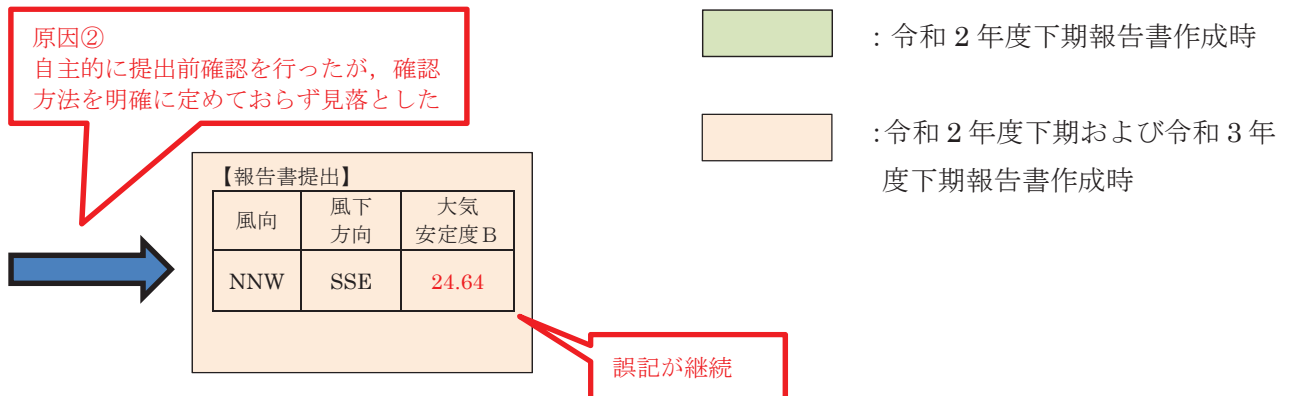 原因②
自主的に提出前確認を行ったが，確認
方法を明確に定めておらず見落とした
：令和 2 年度下期報告書作成時
：令和 2 年度下期および令和 3 年
度下期報告書作成時
【報告書提出】
風向
風下
方向
大気
安定度Ｂ
NNW
SSE
24.64
誤記が継続